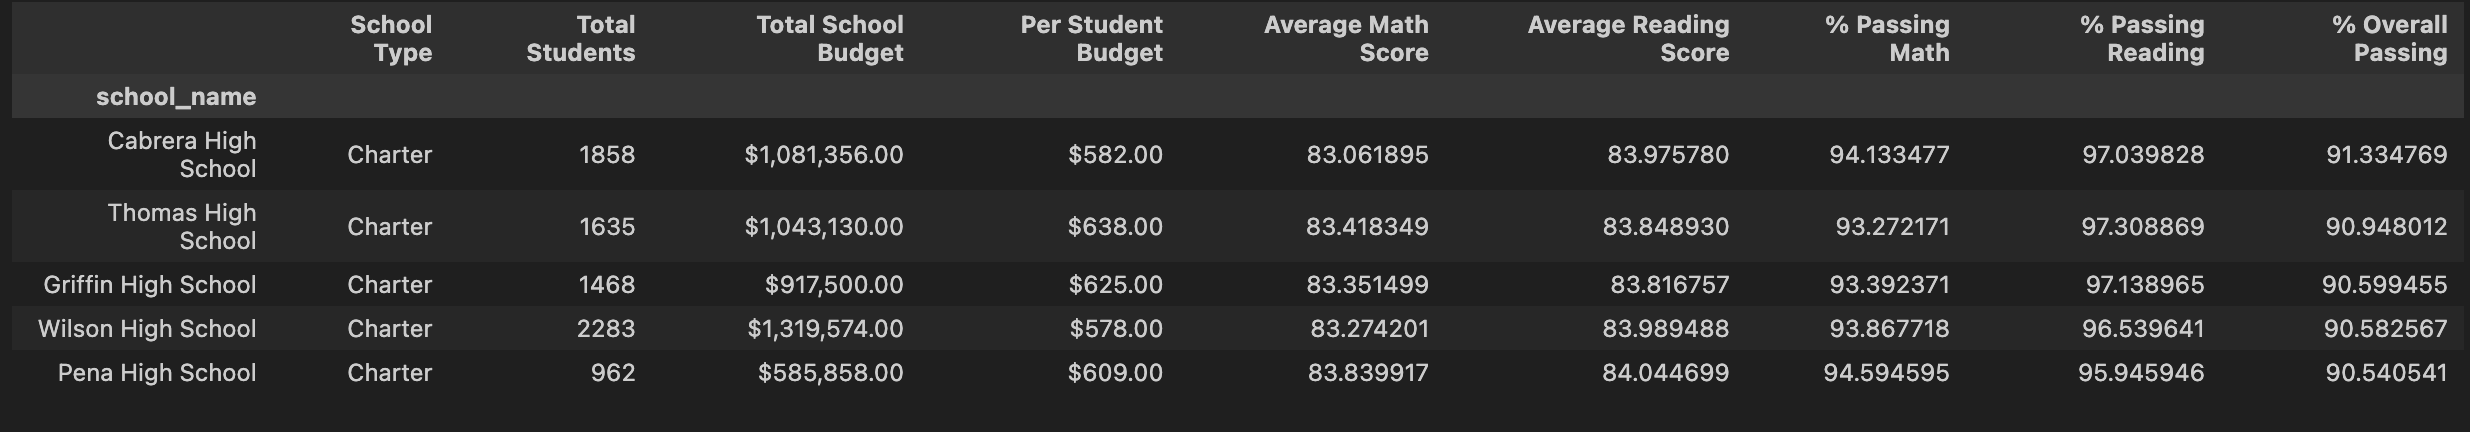 School Total Total School Per Student Average Math Average Reading % Passing % Passing % Overall
Type Students Budget Budget Score Score Math Reading Passing
school_name
Cabrera High
School Charter 1858 $1,081,356.00 $582.00 83.061895 83.975780 94.133477 97.039828 91.334769
Thomas High
School Charter 1635 $1,043,130.00 $638.00 83.418349 83.848930 93.272171 97.308869 90.948012
Griffin High School Charter 1468 $917,500.00 $625.00 83.351499 83.816757 93.392371 97.138965 90.599455
Wilson High School Charter 2283 $1,319,574.00 $578.00 83.274201 83.989488 93.867718 96.539641 90.582567
Pena High School Charter 962 $585,858.00 $609.00 83.839917 84.044699 94.594595 95.945946 90.540541